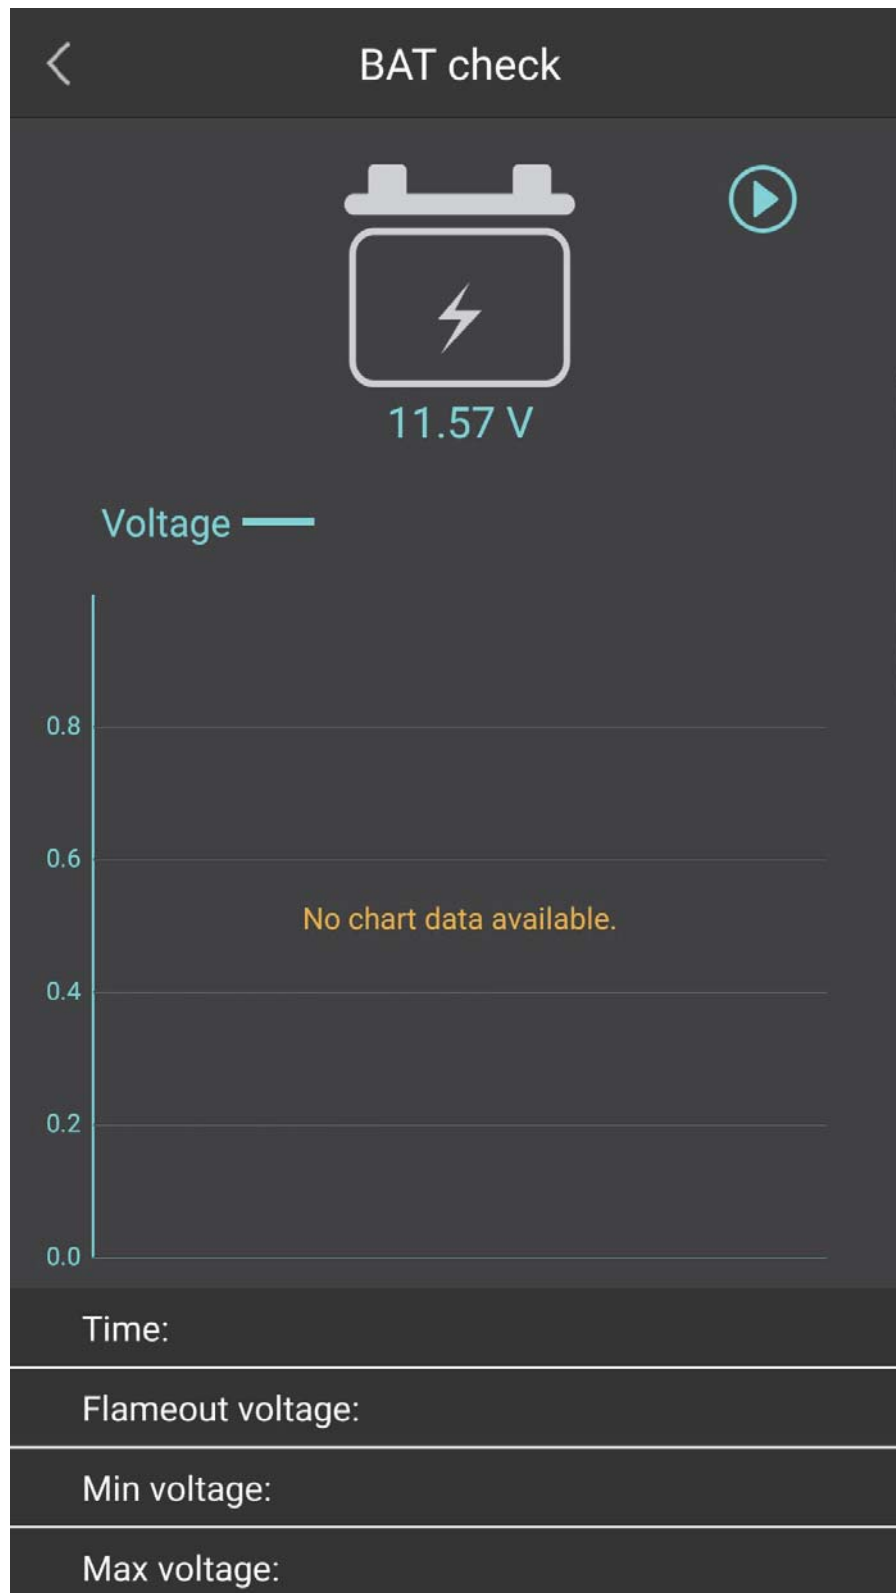 BAT check
11.57 V
Voltage
0.8
0.6
No chart data available.
0.4
0.2
0.0
Time:
Flameout voltage:
Min voltage:
Max voltage: